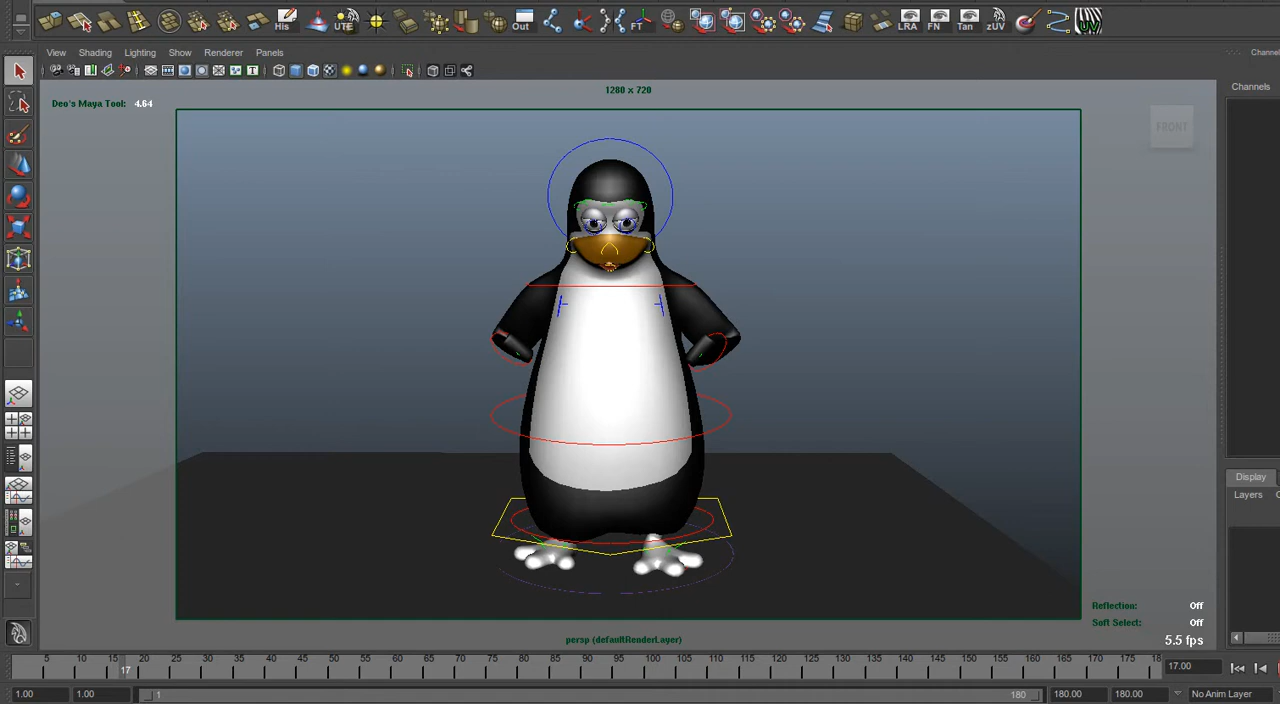 His UTE Out FT LRA FN Tan zUV UV
View Shading Lighting Show Renderer Panels
Channels
1280 x 720
Deo's Maya Tool: 4.64
FRONT
Display
Layers
Reflection: Off
Soft Select: Off
5.5 fps
persp (defaultRenderLayer)
5 10 15 17 20 25 30 35 40 45 50 55 60 65 70 75 80 85 90 95 100 105 110 115 120 125 130 135 140 145 150 155 160 165 170 175 18
17.00
1.00 1.00 1 180 180.00 180.00 No Anim Layer